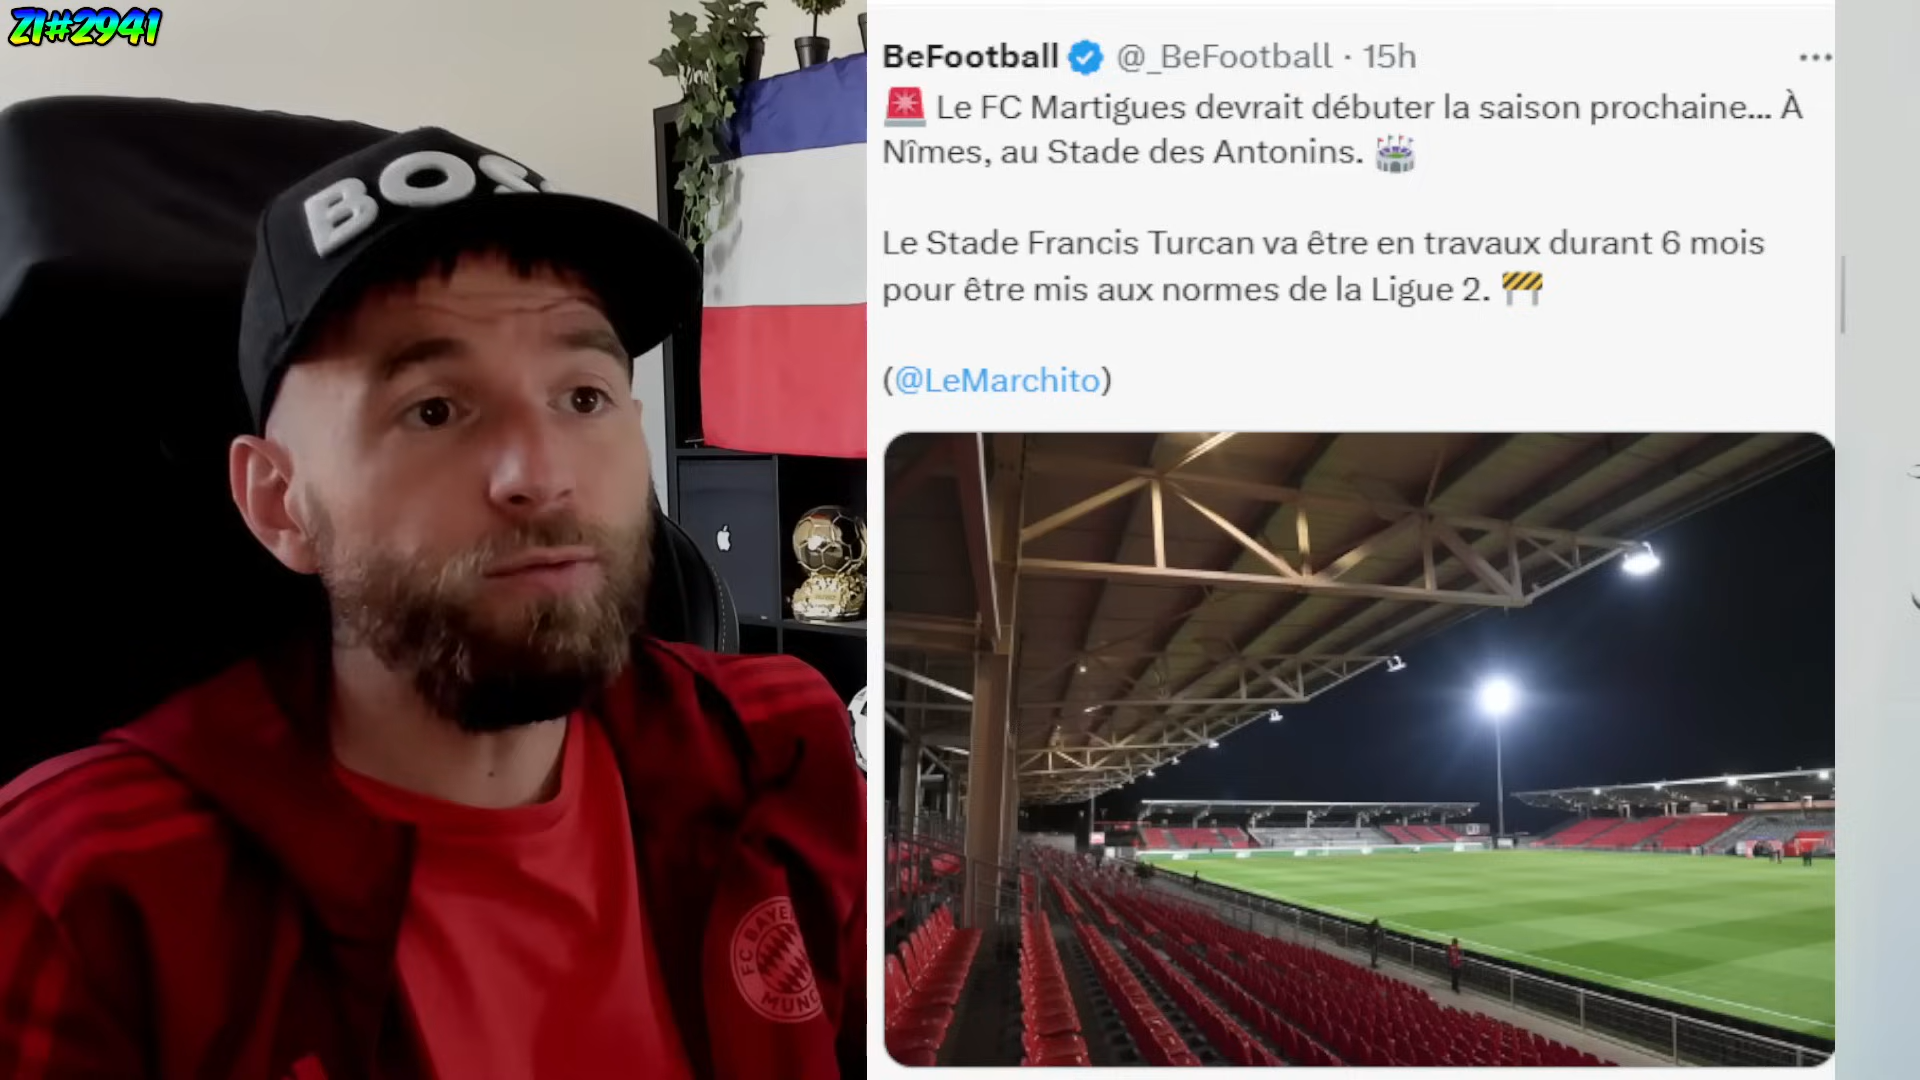 ZI#2941
BOS
FC BAYE
MÜNC
BeFootball @_BeFootball · 15h
🚨 Le FC Martigues devrait débuter la saison prochaine... À
Nîmes, au Stade des Antonins. 🏟️
Le Stade Francis Turcan va être en travaux durant 6 mois
pour être mis aux normes de la Ligue 2. 🚧
(@LeMarchito)